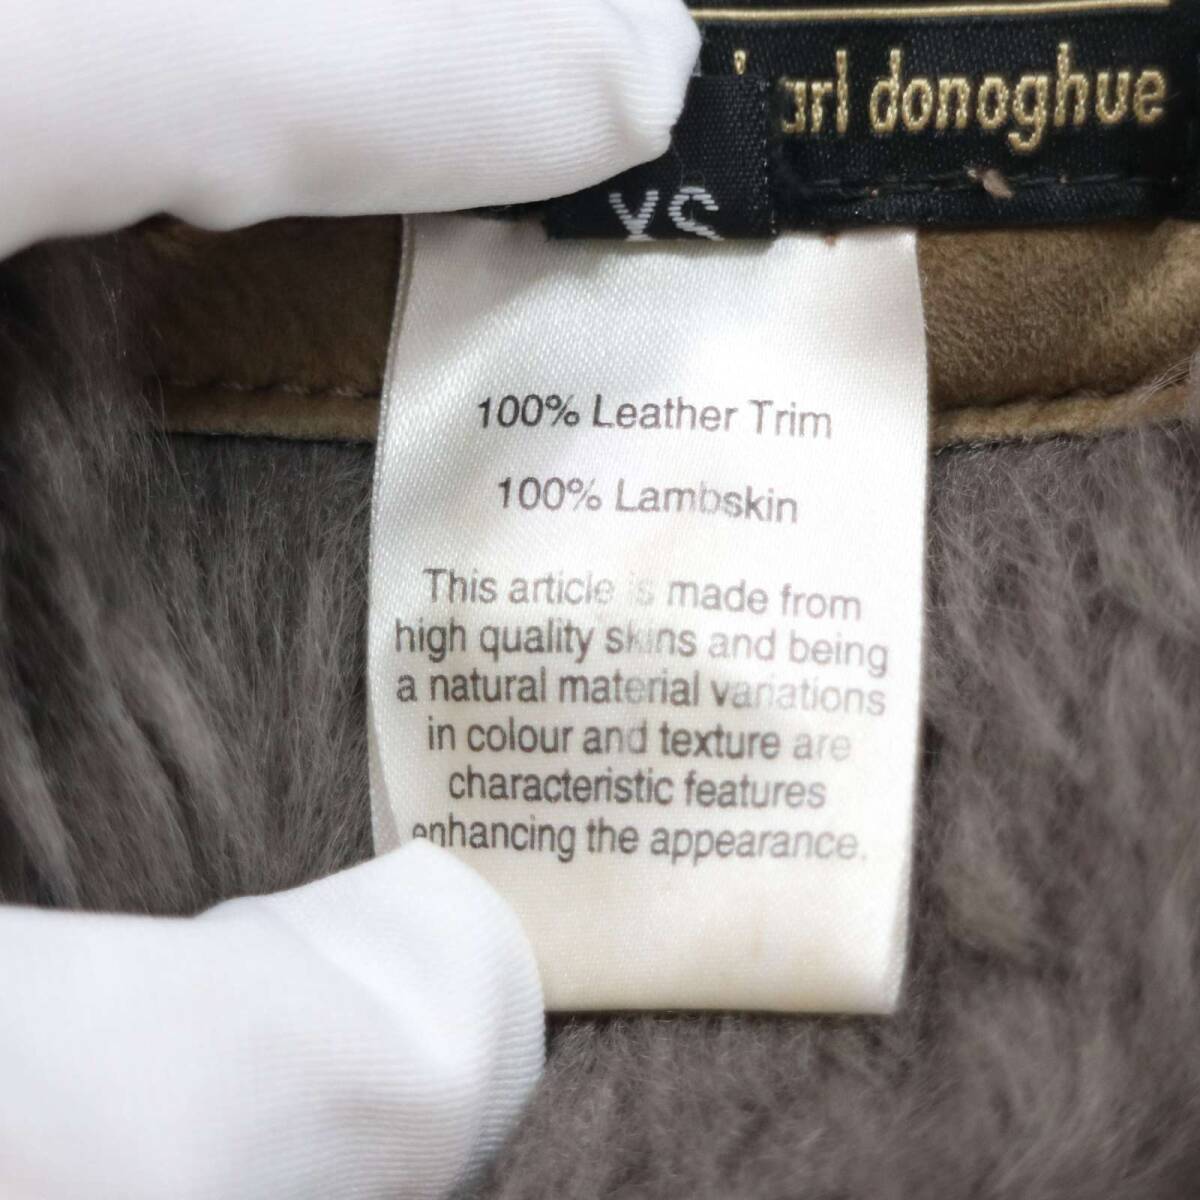 karl donoghue
XS
100% Leather Trim
100% Lambskin
This article is made from
high quality skins and being
a natural material variations
in colour and texture are
characteristic features
enhancing the appearance.